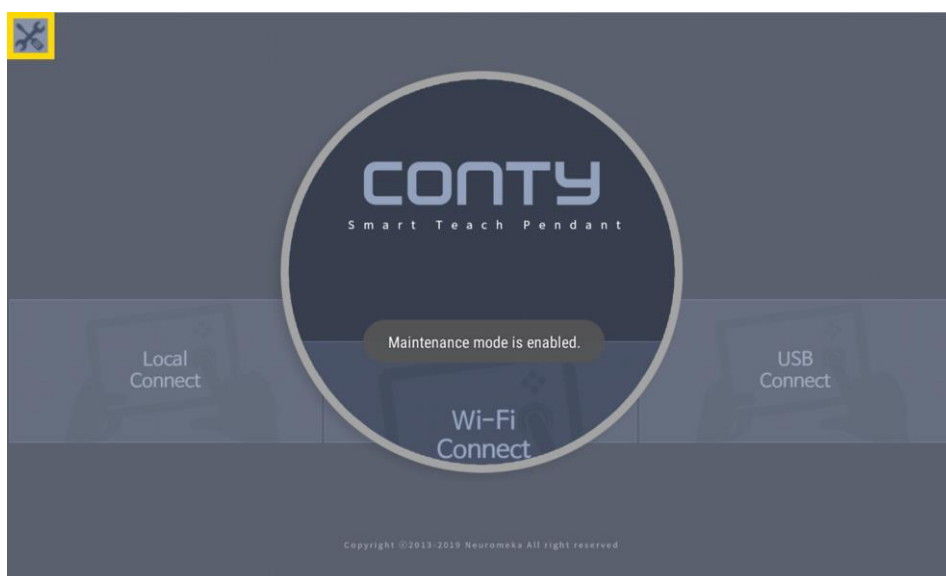 CONTY
Smart Teach Pendant
Maintenance mode is enabled.
Local
Connect
Wi-Fi
Connect
USB
Connect
Copyright ⓒ2013-2019 Neuromeka All right reserved